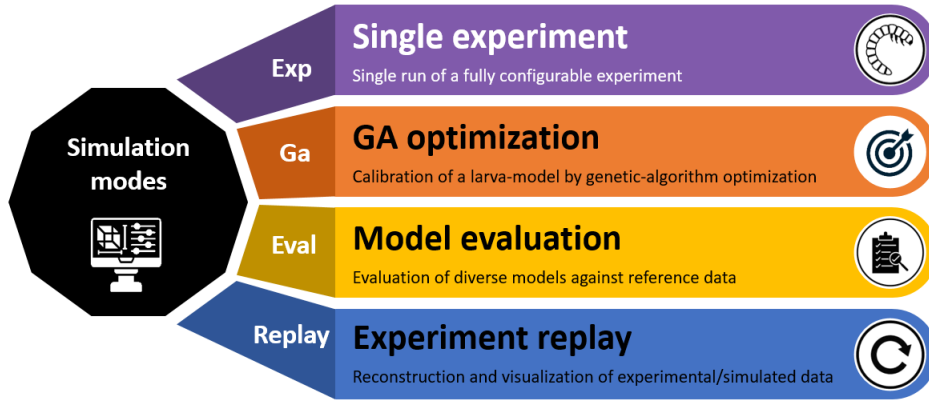 Simulation
modes
Exp
Single experiment
Single run of a fully configurable experiment
Ga
GA optimization
Calibration of a larva-model by genetic-algorithm optimization
Eval
Model evaluation
Evaluation of diverse models against reference data
Replay
Experiment replay
Reconstruction and visualization of experimental/simulated data